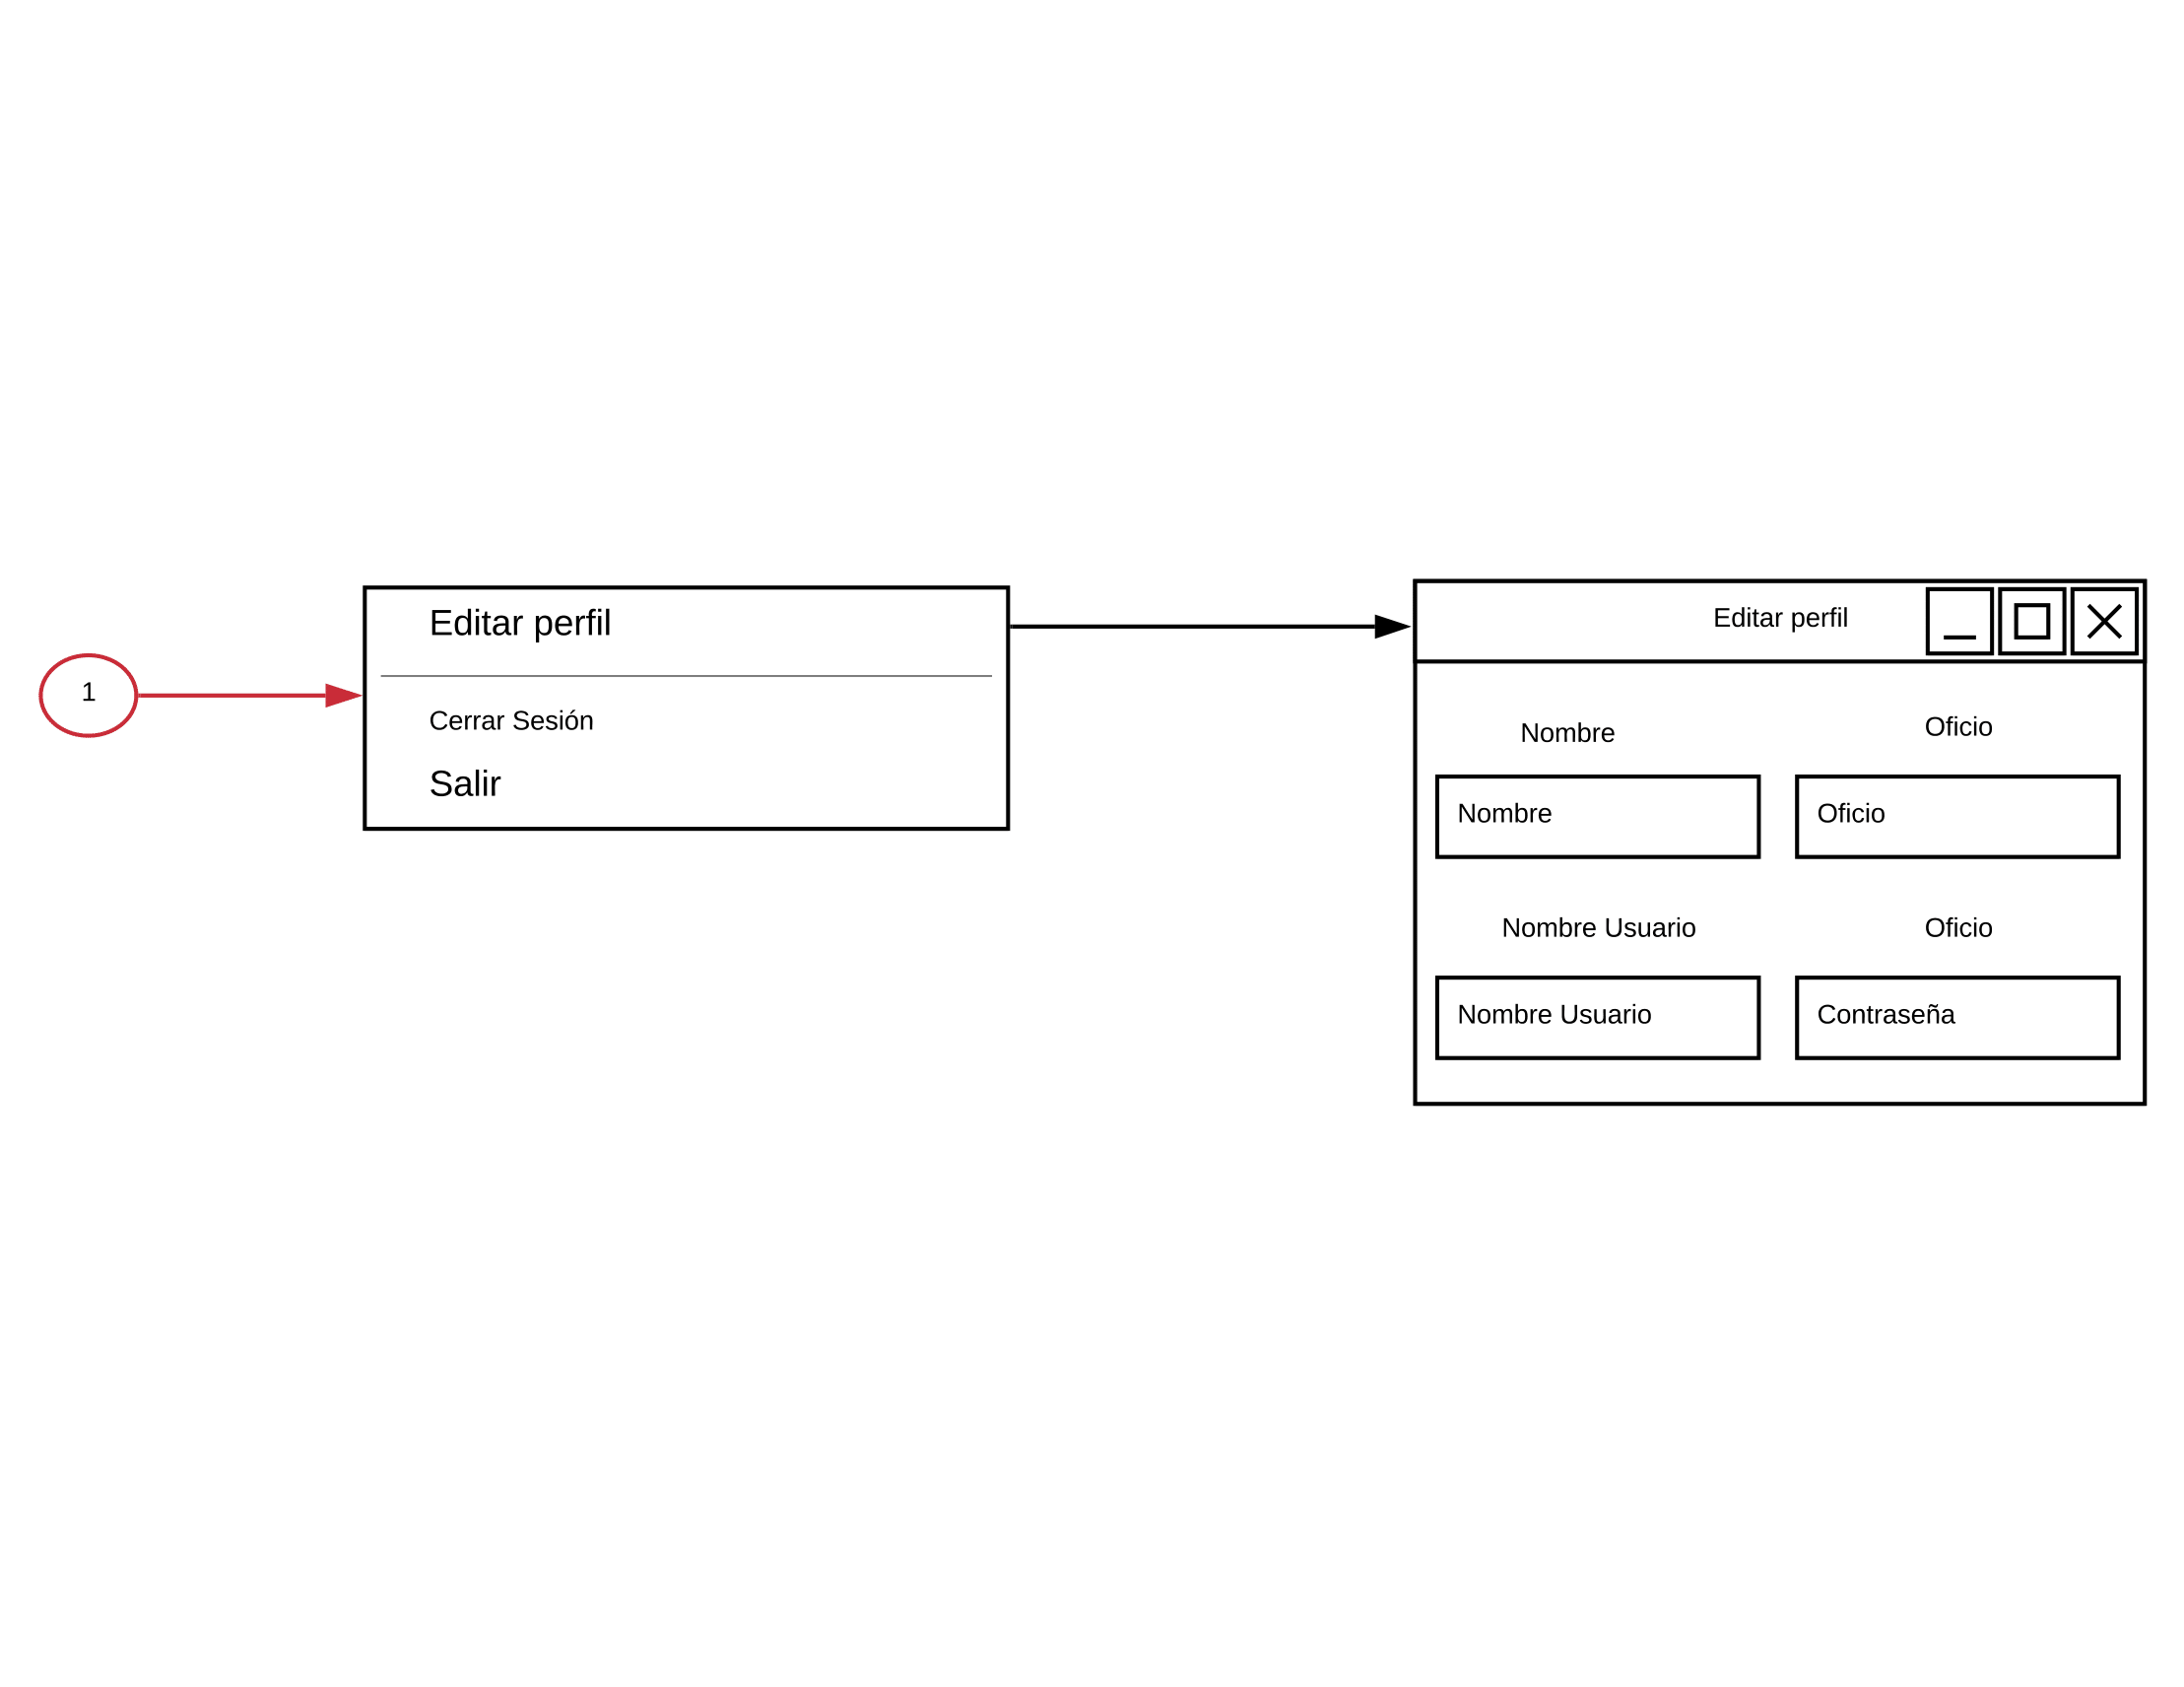 1
Editar perfil
Cerrar Sesión
Salir
Editar perfil
Nombre
Oficio
Nombre
Oficio
Nombre Usuario
Oficio
Nombre Usuario
Contraseña